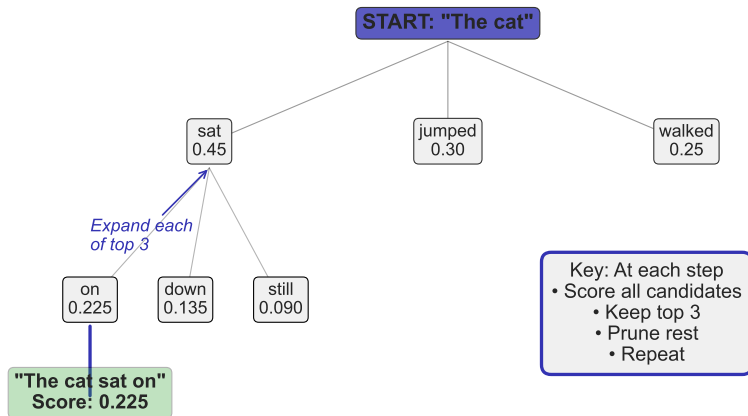 START: "The cat"
sat
0.45
jumped
0.30
walked
0.25
Expand each
of top 3
on
0.225
down
0.135
still
0.090
Key: At each step
• Score all candidates
• Keep top 3
• Prune rest
• Repeat
"The cat sat on"
Score: 0.225